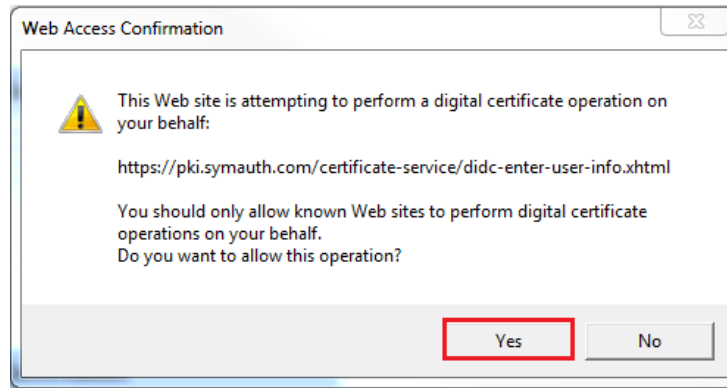 Web Access Confirmation
This Web site is attempting to perform a digital certificate operation on
your behalf:
https://pki.symauth.com/certificate-service/didc-enter-user-info.xhtml
You should only allow known Web sites to perform digital certificate
operations on your behalf.
Do you want to allow this operation?
Yes
No